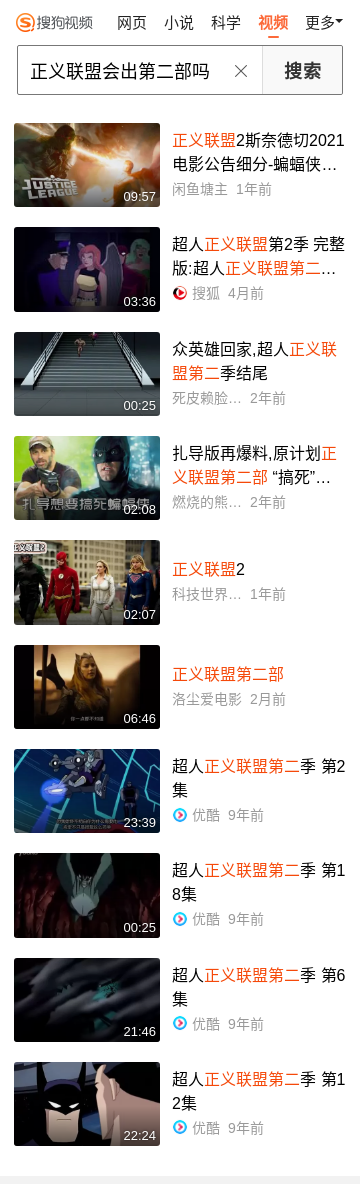 搜狗视频 网页 小说 科学 视频 更多
正义联盟会出第二部吗 搜索
正义联盟2斯奈德切2021
电影公告细分-蝙蝠侠…
JUSTICE LEAGUE
09:57
闲鱼塘主 1年前
超人正义联盟第2季 完整
版:超人正义联盟第二…
03:36
搜狐 4月前
众英雄回家,超人正义联
盟第二季结尾
00:25
死皮赖脸… 2年前
扎导版再爆料,原计划正
义联盟第二部 “搞死”…
扎导想要搞死蝙蝠侠
02:08
燃烧的熊… 2年前
正义联盟2
正义联盟2
02:07
科技世界… 1年前
正义联盟第二部
06:46
洛尘爱电影 2月前
超人正义联盟第二季 第2
集
23:39
优酷 9年前
超人正义联盟第二季 第1
8集
00:25
优酷 9年前
超人正义联盟第二季 第6
集
21:46
优酷 9年前
超人正义联盟第二季 第1
2集
22:24
优酷 9年前